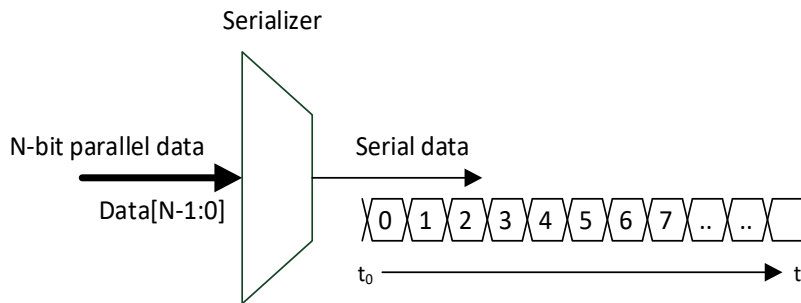 Serializer
N-bit parallel data
Data[N-1:0]
Serial data
0 1 2 3 4 5 6 7 .. ..
t0 t